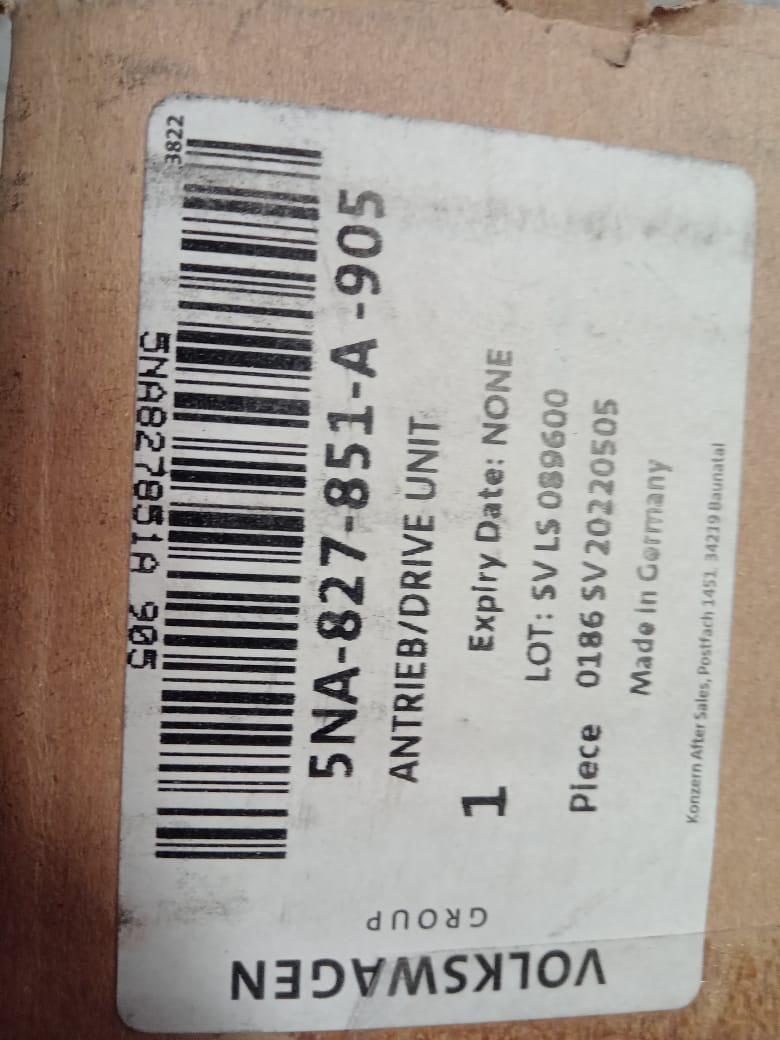 3822
5NA827851A 905
5NA-827-851-A -905
ANTRIEB/DRIVE UNIT
1 Expiry Date: NONE
LOT: SV LS 089600
Piece 0186 SV 20220505
Made in Germany
Konzern After Sales, Postfach 1451, 34219 Baunatal
VOLKSWAGEN
GROUP